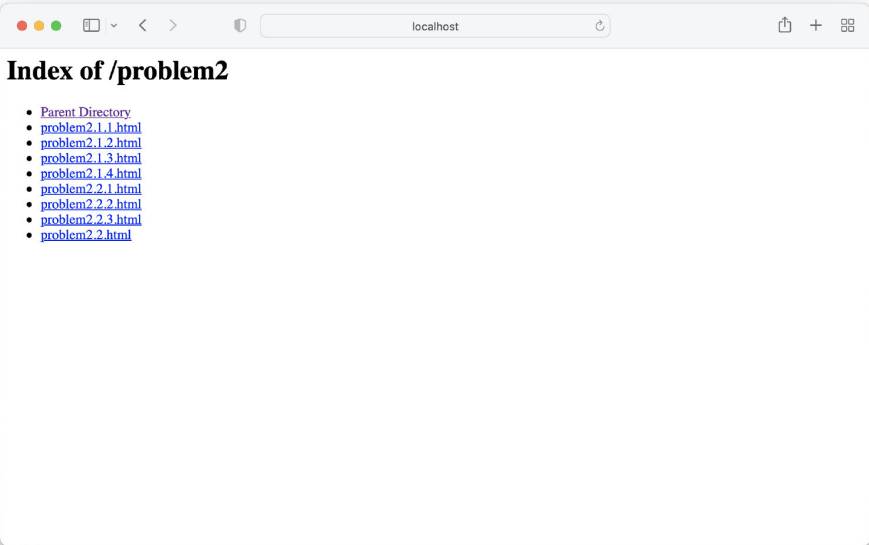 localhost
Index of /problem2
Parent Directory
problem2.1.1.html
problem2.1.2.html
problem2.1.3.html
problem2.1.4.html
problem2.2.1.html
problem2.2.2.html
problem2.2.3.html
problem2.2.html